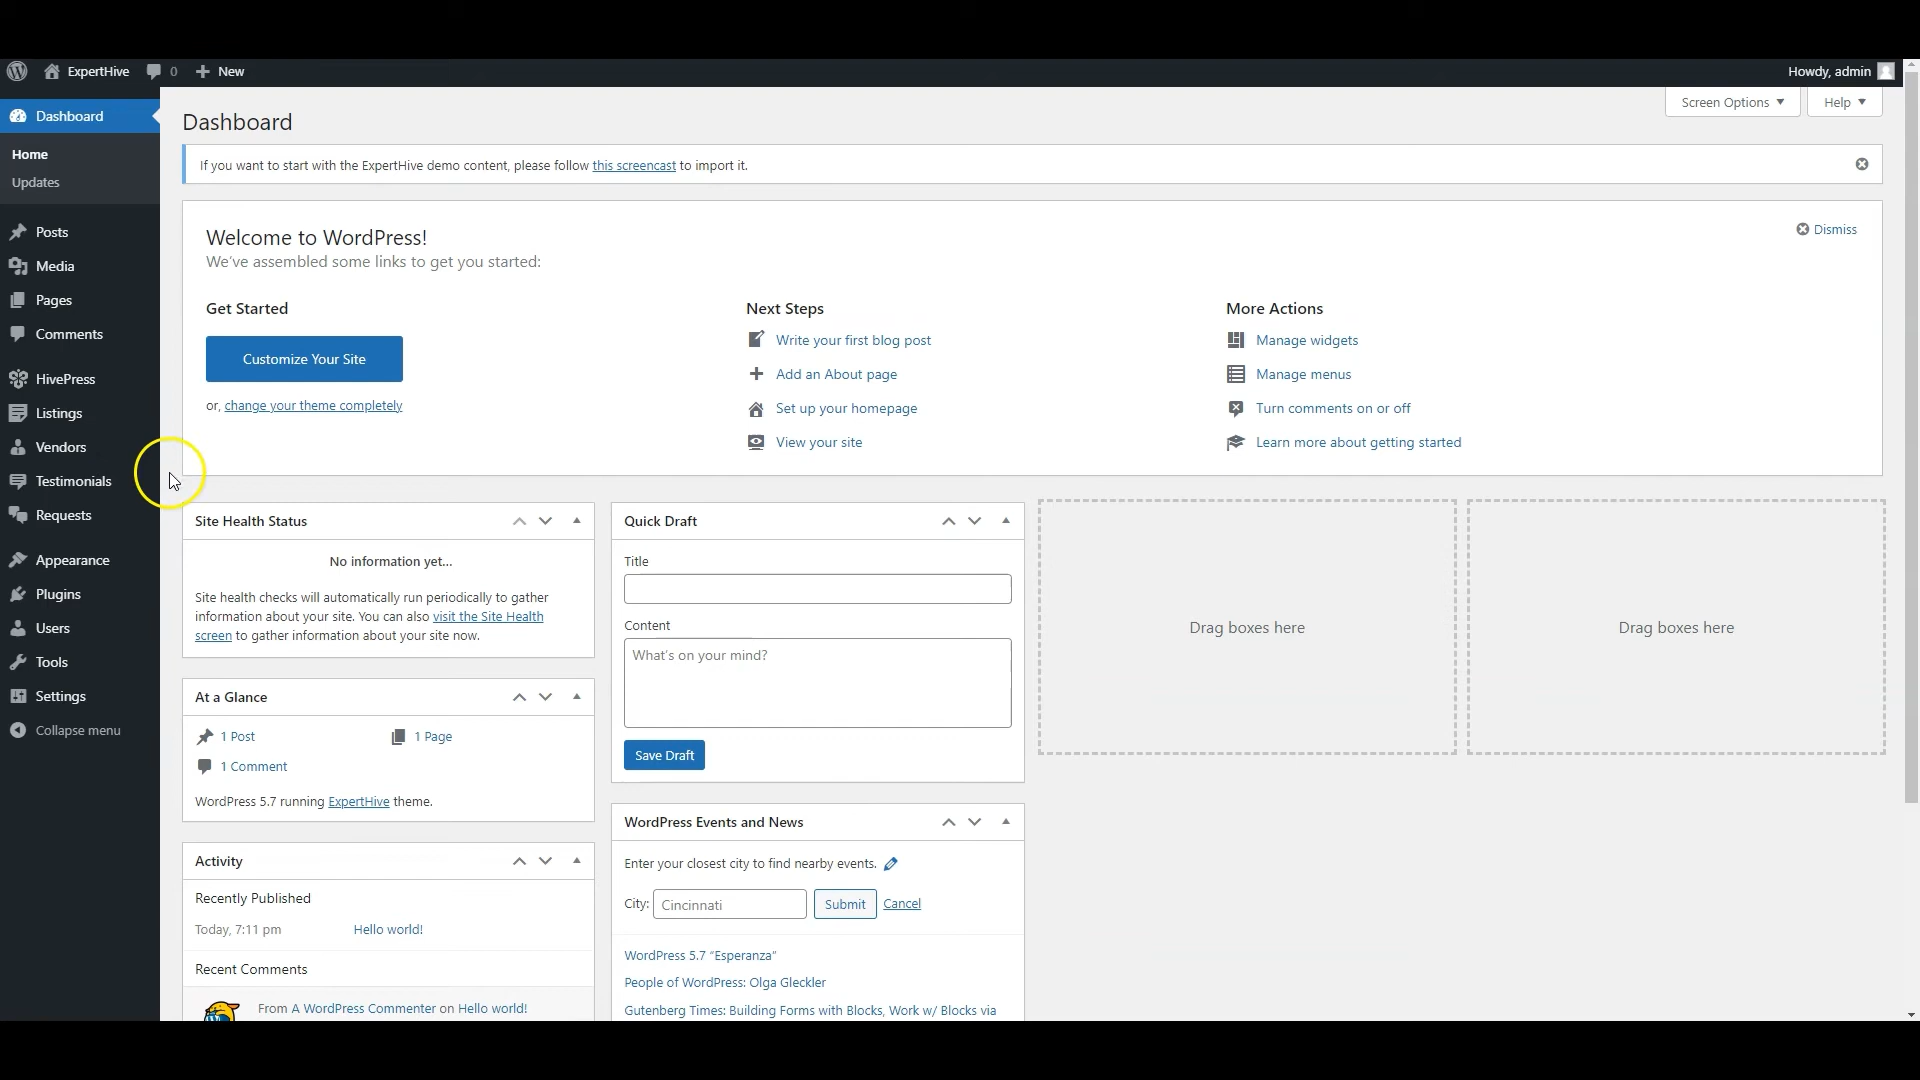 ExpertHive 0 New Howdy, admin
Screen Options Help
Dashboard
Home
Updates
Posts
Media
Pages
Comments
HivePress
Listings
Vendors
Testimonials
Requests
Appearance
Plugins
Users
Tools
Settings
Collapse menu
Dashboard
If you want to start with the ExpertHive demo content, please follow this screencast to import it.
Welcome to WordPress!
Dismiss
We've assembled some links to get you started:
Get Started
Customize Your Site
or, change your theme completely
Next Steps
Write your first blog post
Add an About page
Set up your homepage
View your site
More Actions
Manage widgets
Manage menus
Turn comments on or off
Learn more about getting started
Site Health Status
No information yet...
Site health checks will automatically run periodically to gather
information about your site. You can also visit the Site Health
screen to gather information about your site now.
At a Glance
1 Post 1 Page
1 Comment
WordPress 5.7 running ExpertHive theme.
Activity
Recently Published
Today, 7:11 pm Hello world!
Recent Comments
From A WordPress Commenter on Hello world!
Quick Draft
Title
Content
What's on your mind?
Save Draft
WordPress Events and News
Enter your closest city to find nearby events.
City: Cincinnati Submit Cancel
WordPress 5.7 “Esperanza”
People of WordPress: Olga Gleckler
Gutenberg Times: Building Forms with Blocks, Work w/ Blocks via
Drag boxes here
Drag boxes here